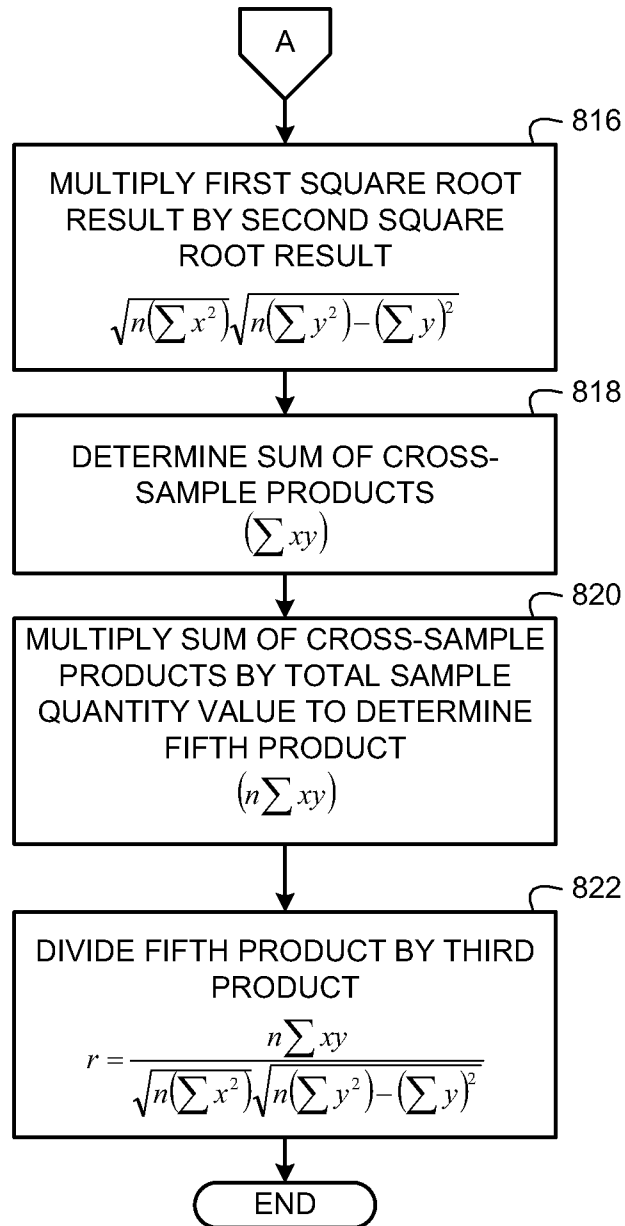 A
816
MULTIPLY FIRST SQUARE ROOT
RESULT BY SECOND SQUARE
ROOT RESULT
√(n(∑x²))√(n(∑y²)−(∑y)²)
818
DETERMINE SUM OF CROSS-
SAMPLE PRODUCTS
(∑xy)
820
MULTIPLY SUM OF CROSS-SAMPLE
PRODUCTS BY TOTAL SAMPLE
QUANTITY VALUE TO DETERMINE
FIFTH PRODUCT
(n∑xy)
822
DIVIDE FIFTH PRODUCT BY THIRD
PRODUCT
r = n∑xy / √(n(∑x²))√(n(∑y²)−(∑y)²)
END